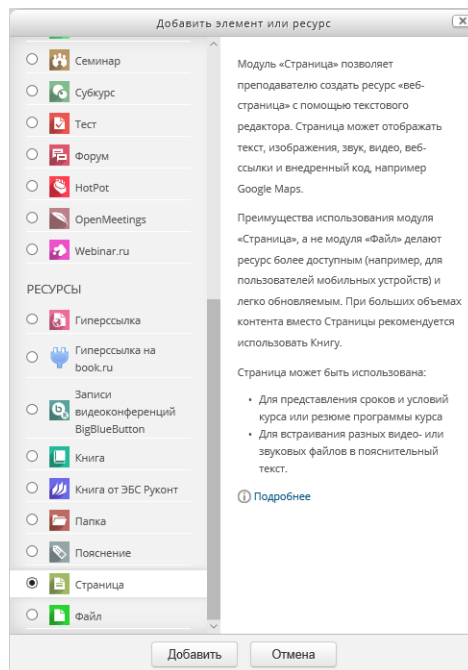 Добавить элемент или ресурс
Семинар
Субкурс
Тест
Форум
HotPot
OpenMeetings
Webinar.ru
РЕСУРСЫ
Гиперссылка
Гиперссылка на
book.ru
Записи
видеоконференций
BigBlueButton
Книга
Книга от ЭБС Руконт
Папка
Пояснение
Страница
Файл
Модуль «Страница» позволяет
преподавателю создать ресурс «веб-
страница» с помощью текстового
редактора. Страница может отображать
текст, изображения, звук, видео, веб-
ссылки и внедренный код, например
Google Maps.
Преимущества использования модуля
«Страница», а не модуля «Файл» делают
ресурс более доступным (например, для
пользователей мобильных устройств) и
легко обновляемым. При больших объемах
контента вместо Страницы рекомендуется
использовать Книгу.
Страница может быть использована:
• Для представления сроков и условий
курса или резюме программы курса
• Для встраивания разных видео- или
звуковых файлов в пояснительный
текст.
Подробнее
Добавить
Отмена